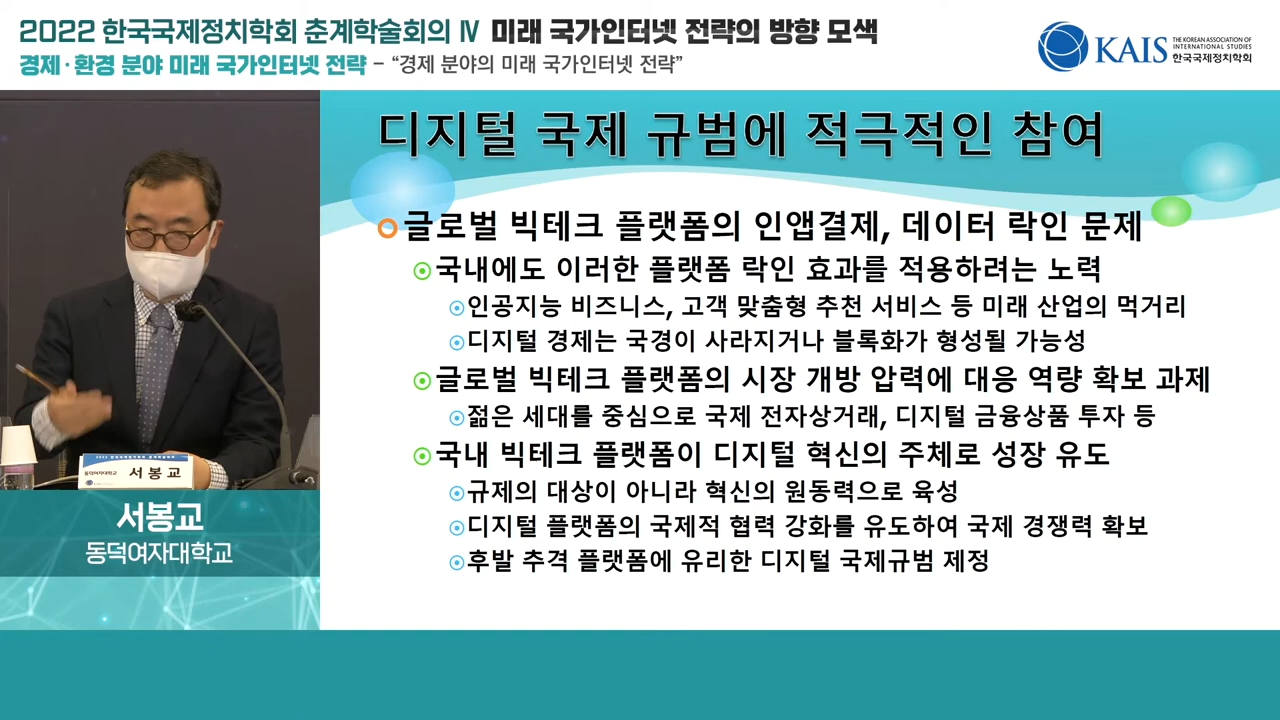 2022 한국국제정치학회 춘계학술회의 Ⅳ 미래 국가인터넷 전략의 방향 모색
경제·환경 분야 미래 국가인터넷 전략 – “경제 분야의 미래 국가인터넷 전략”
KAIS
THE KOREAN ASSOCIATION OF
INTERNATIONAL STUDIES
한국국제정치학회
디지털 국제 규범에 적극적인 참여
글로벌 빅테크 플랫폼의 인앱결제, 데이터 락인 문제
국내에도 이러한 플랫폼 락인 효과를 적용하려는 노력
인공지능 비즈니스, 고객 맞춤형 추천 서비스 등 미래 산업의 먹거리
디지털 경제는 국경이 사라지거나 블록화가 형성될 가능성
글로벌 빅테크 플랫폼의 시장 개방 압력에 대응 역량 확보 과제
젊은 세대를 중심으로 국제 전자상거래, 디지털 금융상품 투자 등
국내 빅테크 플랫폼이 디지털 혁신의 주체로 성장 유도
규제의 대상이 아니라 혁신의 원동력으로 육성
디지털 플랫폼의 국제적 협력 강화를 유도하여 국제 경쟁력 확보
후발 추격 플랫폼에 유리한 디지털 국제규범 제정
동덕여자대학교 서봉교
서봉교
동덕여자대학교